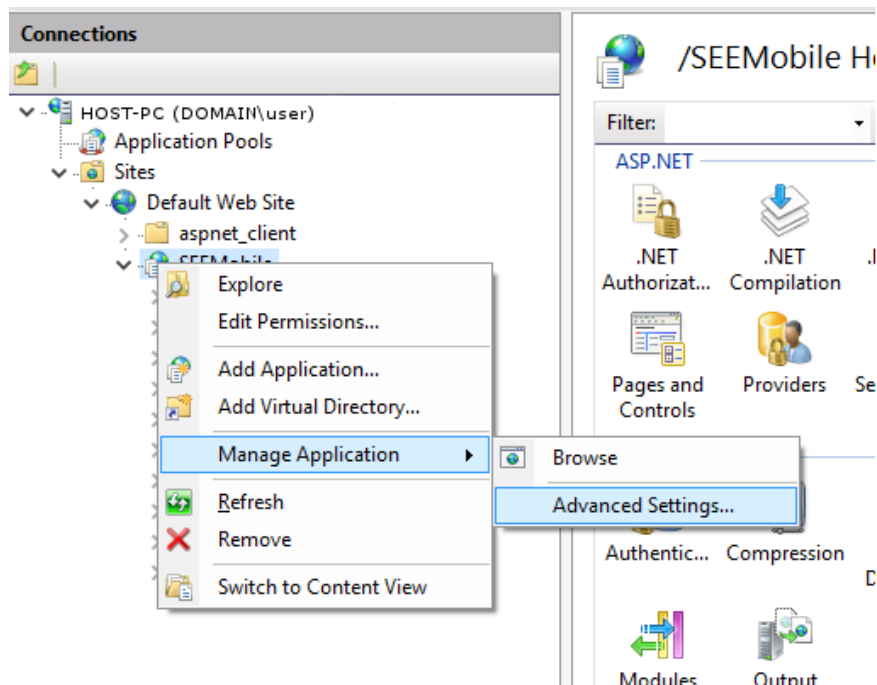 Connections
HOST-PC (DOMAIN\user)
Application Pools
Sites
Default Web Site
aspnet_client
SEEMobile
Explore
Edit Permissions...
Add Application...
Add Virtual Directory...
Manage Application
Refresh
Remove
Switch to Content View
Browse
Advanced Settings...
/SEEMobile H
Filter:
ASP.NET
.NET Authorizat...
.NET Compilation
Pages and Controls
Providers
Se
Authentic...
Compression
Modules
Output